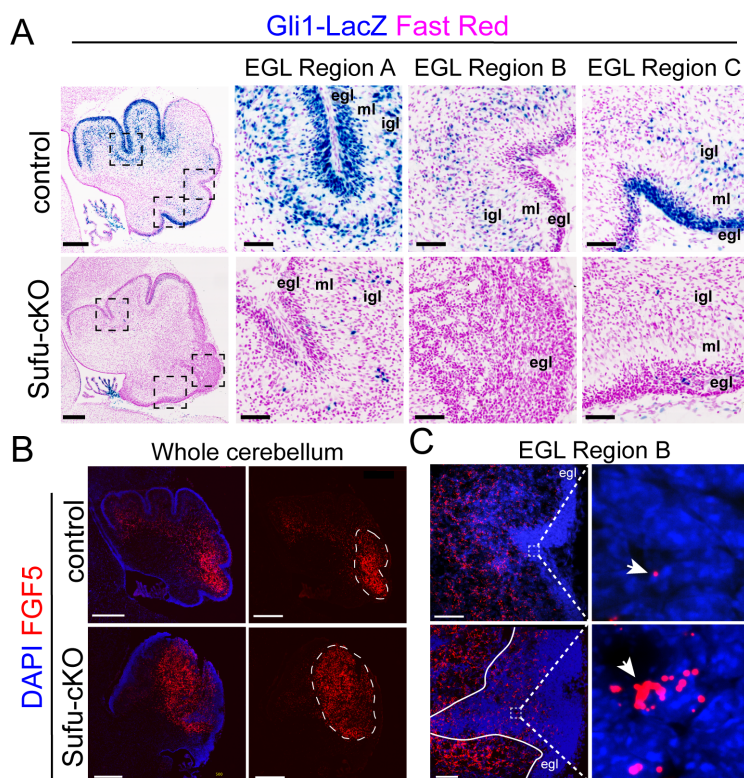 A
Gli1-LacZ Fast Red
EGL Region A EGL Region B EGL Region C
control
egl
ml
igl
igl
ml
egl
igl
ml
egl
Sufu-cKO
egl
ml
igl
egl
igl
ml
egl
B
Whole cerebellum
C
EGL Region B
DAPI FGF5
control
egl
Sufu-cKO
egl